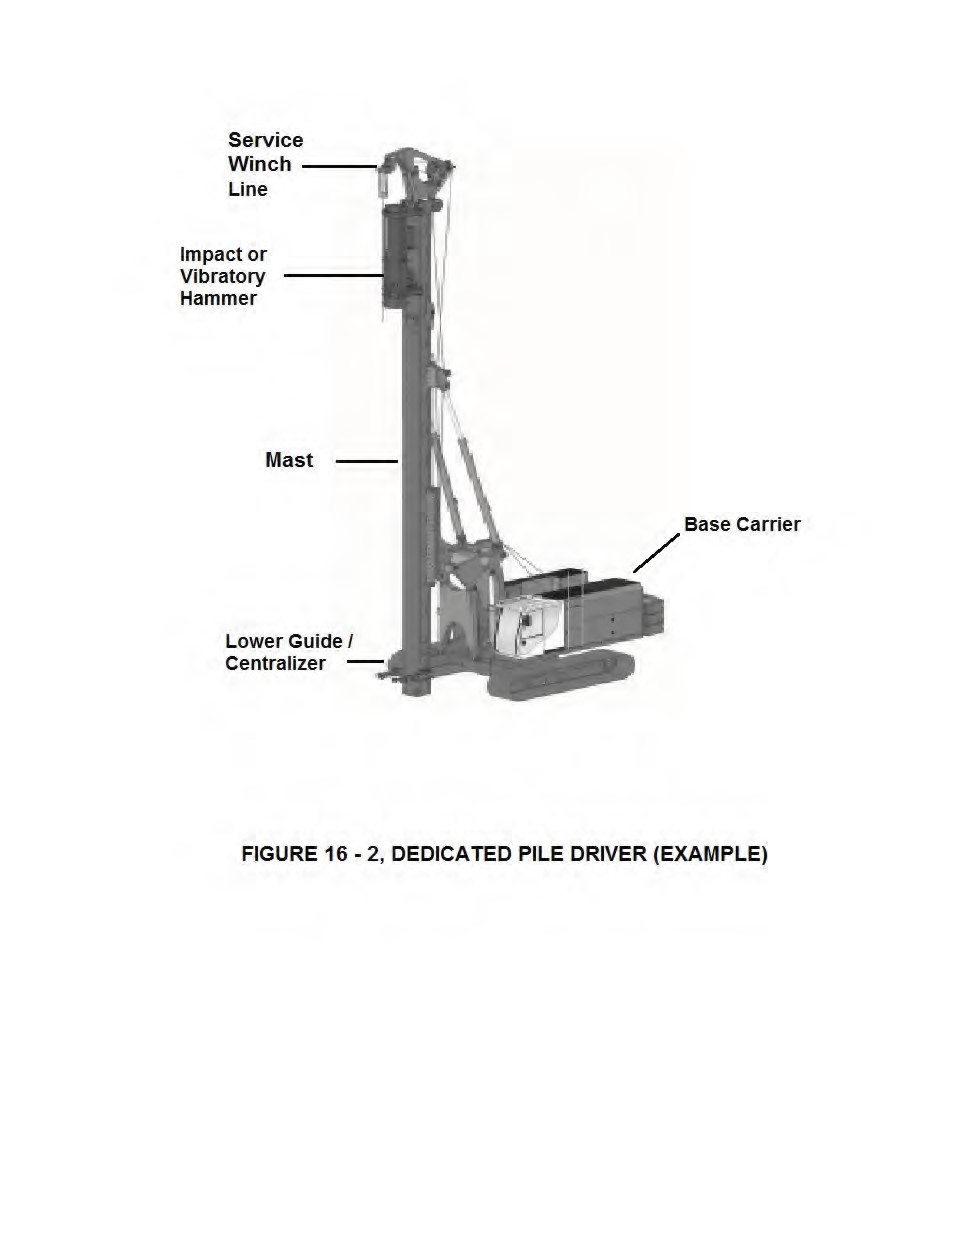 Service
Winch
Line
Impact or
Vibratory
Hammer
Mast
Base Carrier
Lower Guide /
Centralizer
FIGURE 16 - 2, DEDICATED PILE DRIVER (EXAMPLE)